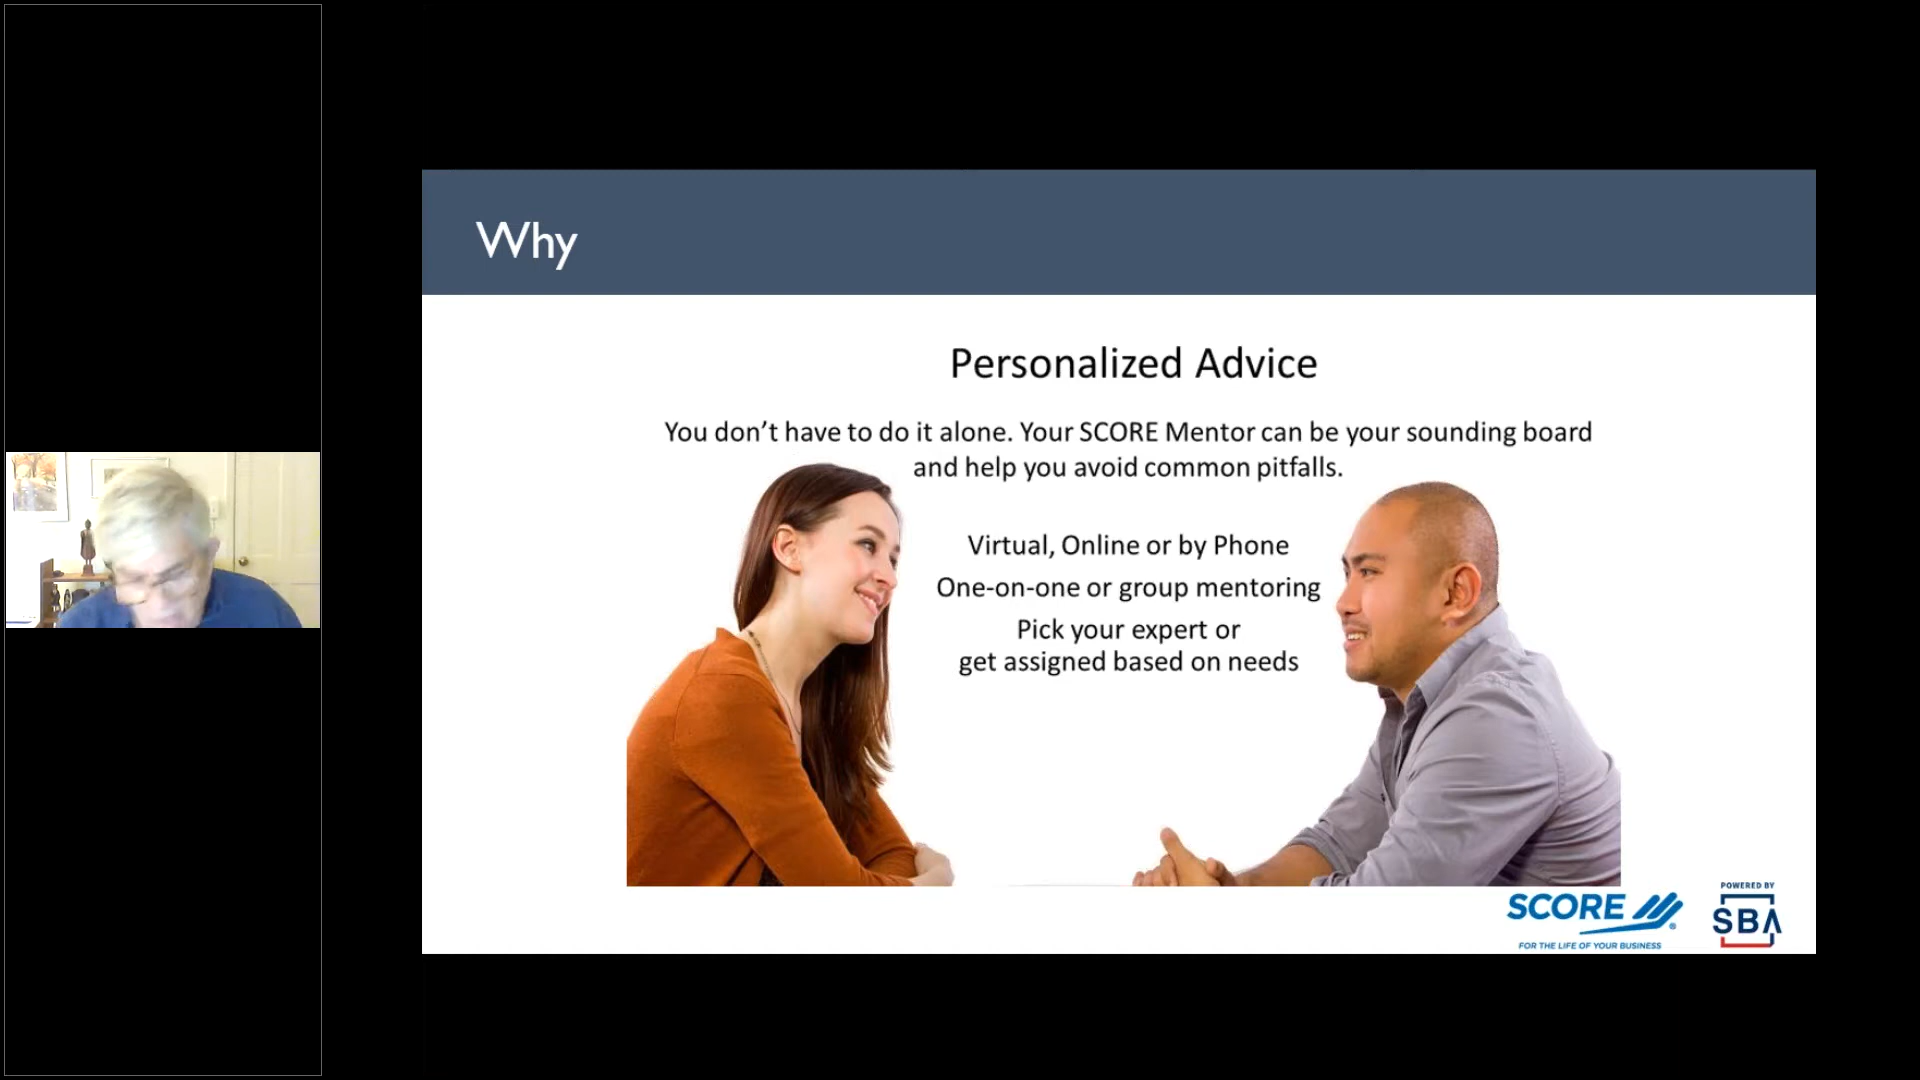 Why
Personalized Advice
You don’t have to do it alone. Your SCORE Mentor can be your sounding board
and help you avoid common pitfalls.
Virtual, Online or by Phone
One-on-one or group mentoring
Pick your expert or
get assigned based on needs
SCORE
FOR THE LIFE OF YOUR BUSINESS
POWERED BY
SBA